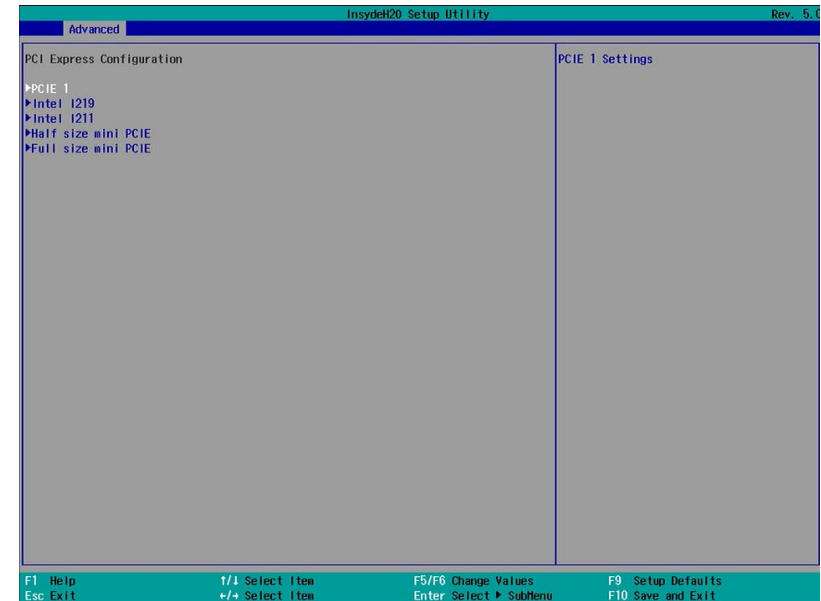 InsydeH20 Setup Utility Rev. 5.0
Advanced
PCI Express Configuration
PCIE 1 Settings
▶PCIE 1
▶Intel I219
▶Intel I211
▶Half size mini PCIE
▶Full size mini PCIE
F1 Help ↑/↓ Select Item F5/F6 Change Values F9 Setup Defaults
Esc Exit ←/→ Select Item Enter Select ▶ SubMenu F10 Save and Exit